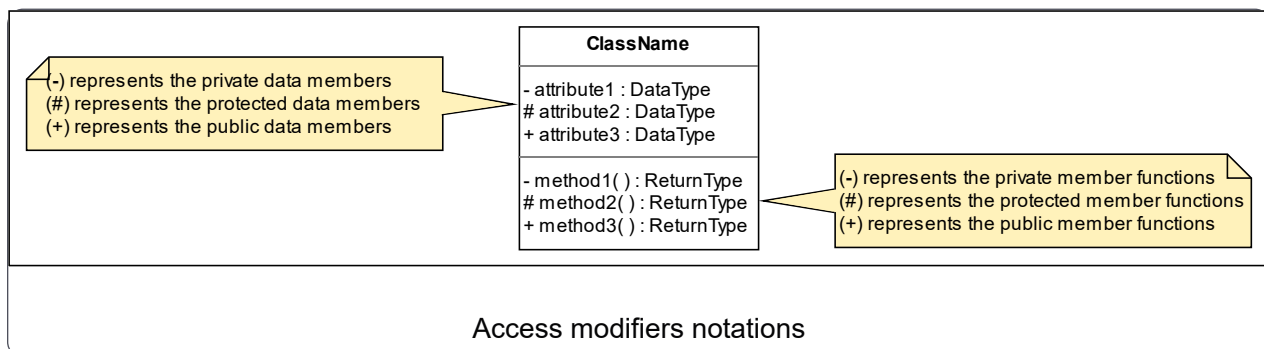 ClassName
(-) represents the private data members
(#) represents the protected data members
(+) represents the public data members
- attribute1 : DataType
# attribute2 : DataType
+ attribute3 : DataType
- method1( ) : ReturnType
# method2( ) : ReturnType
+ method3( ) : ReturnType
(-) represents the private member functions
(#) represents the protected member functions
(+) represents the public member functions
Access modifiers notations